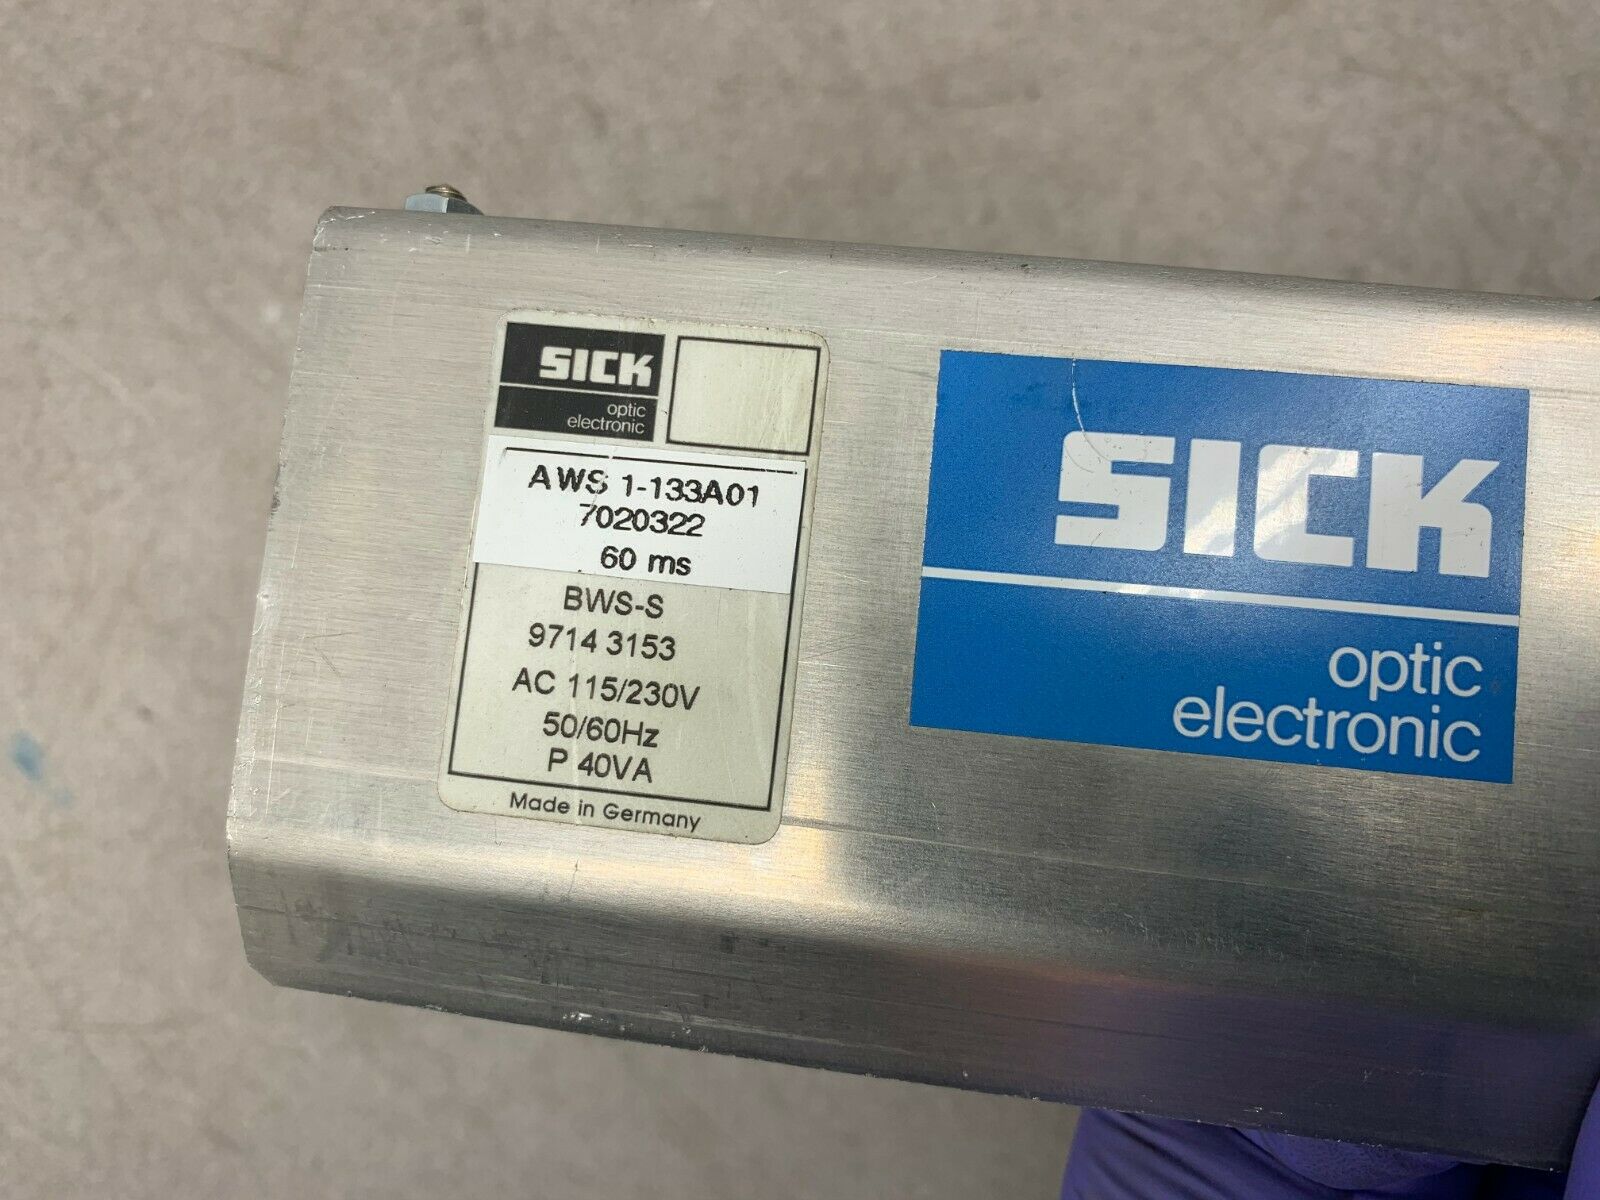 SICK
optic
electronic
AWS 1-133A01
7020322
60 ms
BWS-S
9714 3153
AC 115/230V
50/60Hz
P 40VA
Made in Germany
SICK
optic
electronic